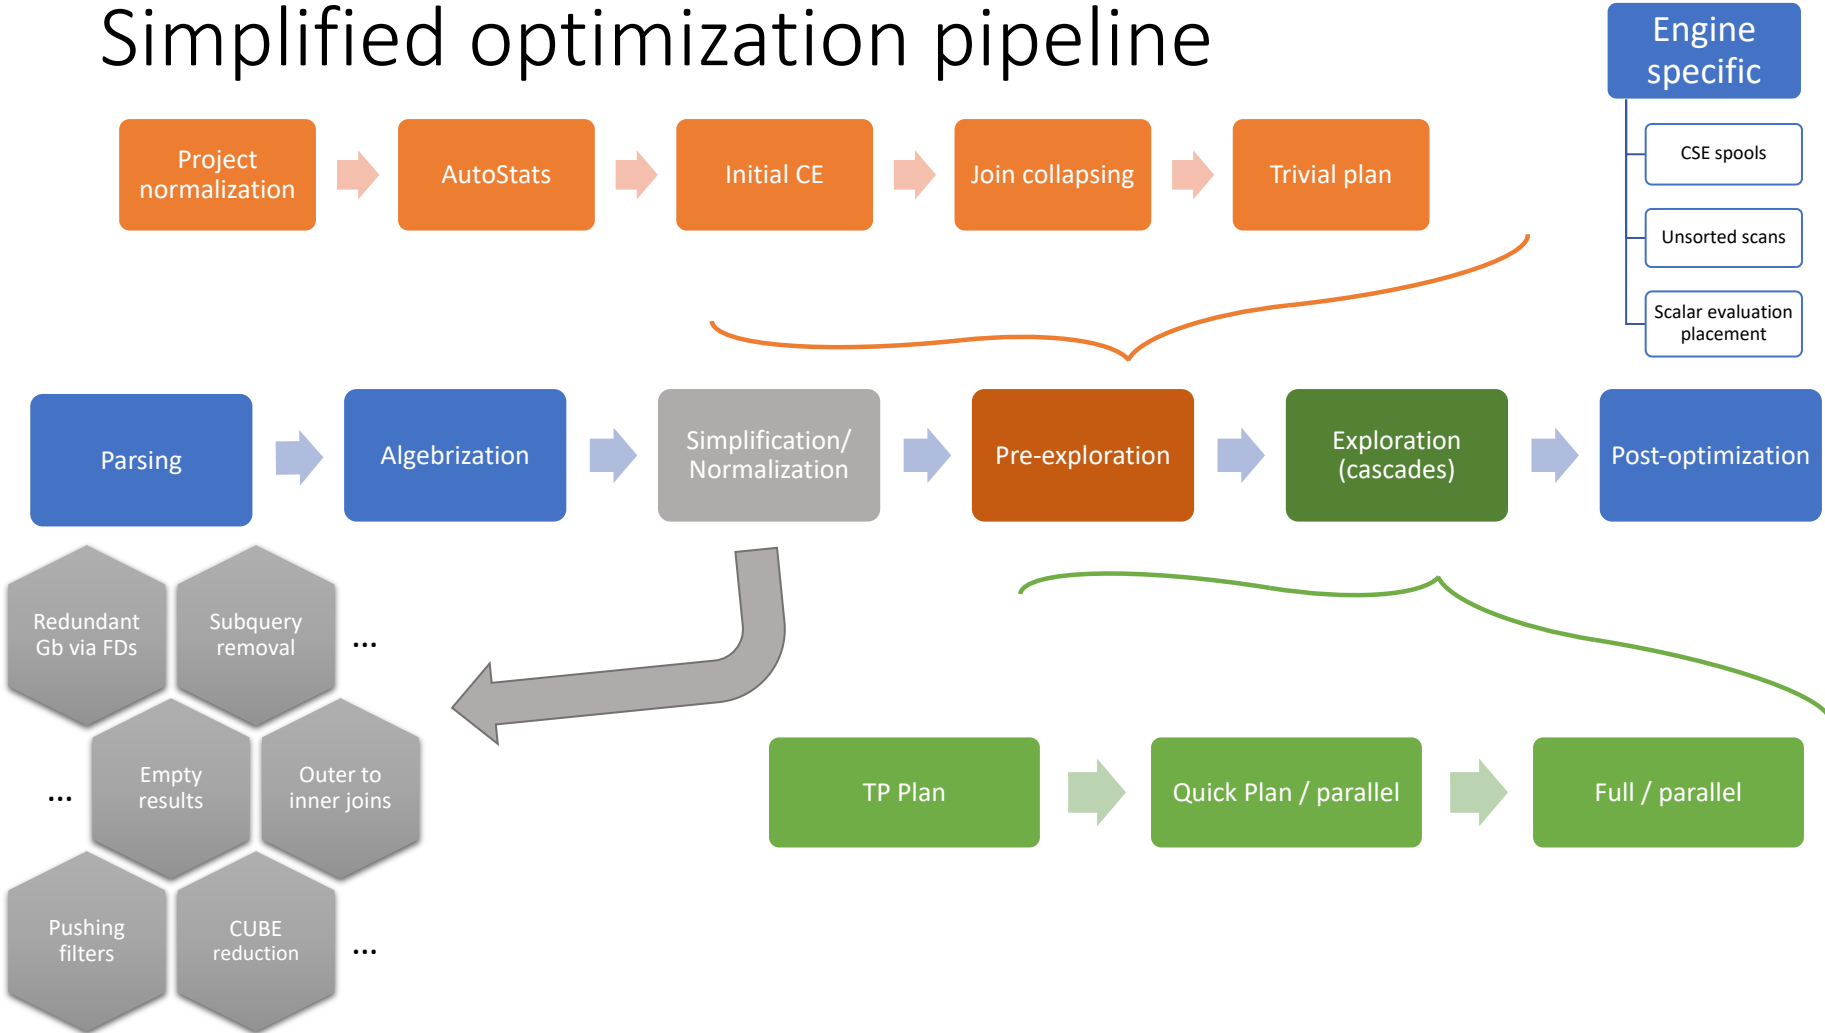 Simplified optimization pipeline
Engine
specific
CSE spools
Unsorted scans
Scalar evaluation
placement
Project
normalization
AutoStats
Initial CE
Join collapsing
Trivial plan
Parsing
Algebrization
Simplification/
Normalization
Pre-exploration
Exploration
(cascades)
Post-optimization
Redundant
Gb via FDs
Subquery
removal
...
...
Empty
results
Outer to
inner joins
Pushing
filters
CUBE
reduction
...
TP Plan
Quick Plan / parallel
Full / parallel